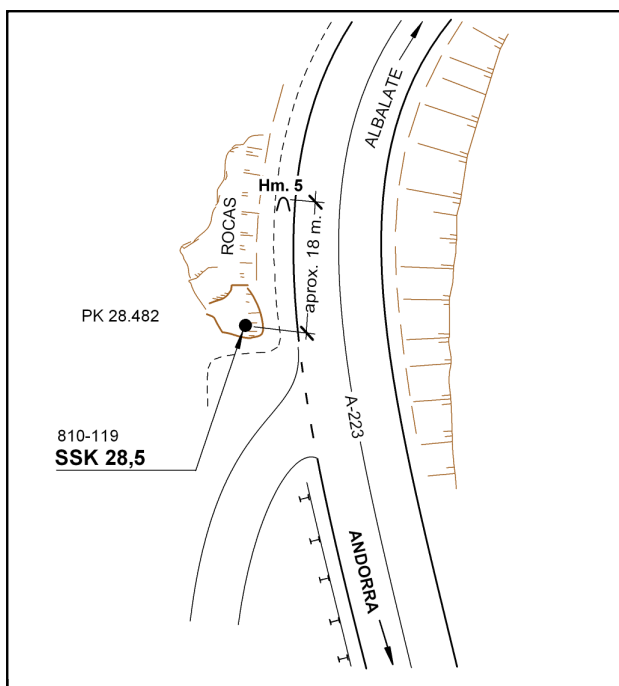 ALBALATE
Hm. 5
ROCAS
aprox. 18 m.
PK 28.482
A-223
810-119
SSK 28,5
ANDORRA